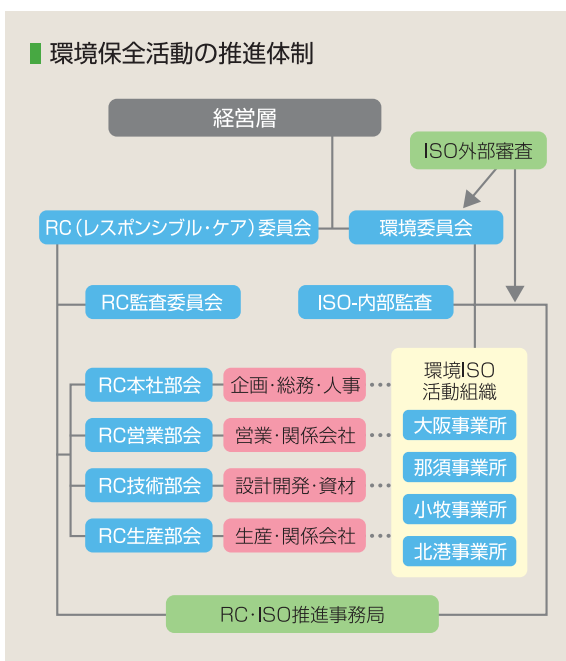 環境保全活動の推進体制
経営層
ISO外部審査
RC（レスポンシブル・ケア）委員会
環境委員会
RC監査委員会
ISO-内部監査
環境ISO
活動組織
RC本社部会
企画・総務・人事
大阪事業所
RC営業部会
営業・関係会社
那須事業所
RC技術部会
設計開発・資材
小牧事業所
RC生産部会
生産・関係会社
北港事業所
RC・ISO推進事務局